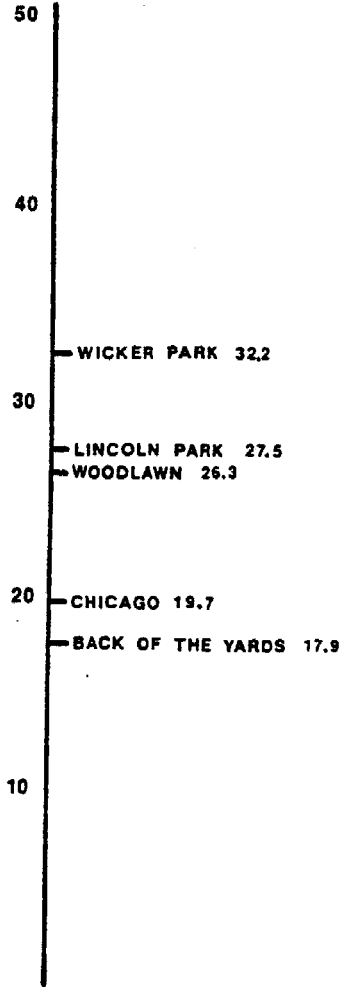 50
40
WICKER PARK 32.2
30
LINCOLN PARK 27.5
WOODLAWN 26.3
20
CHICAGO 19.7
BACK OF THE YARDS 17.9
10